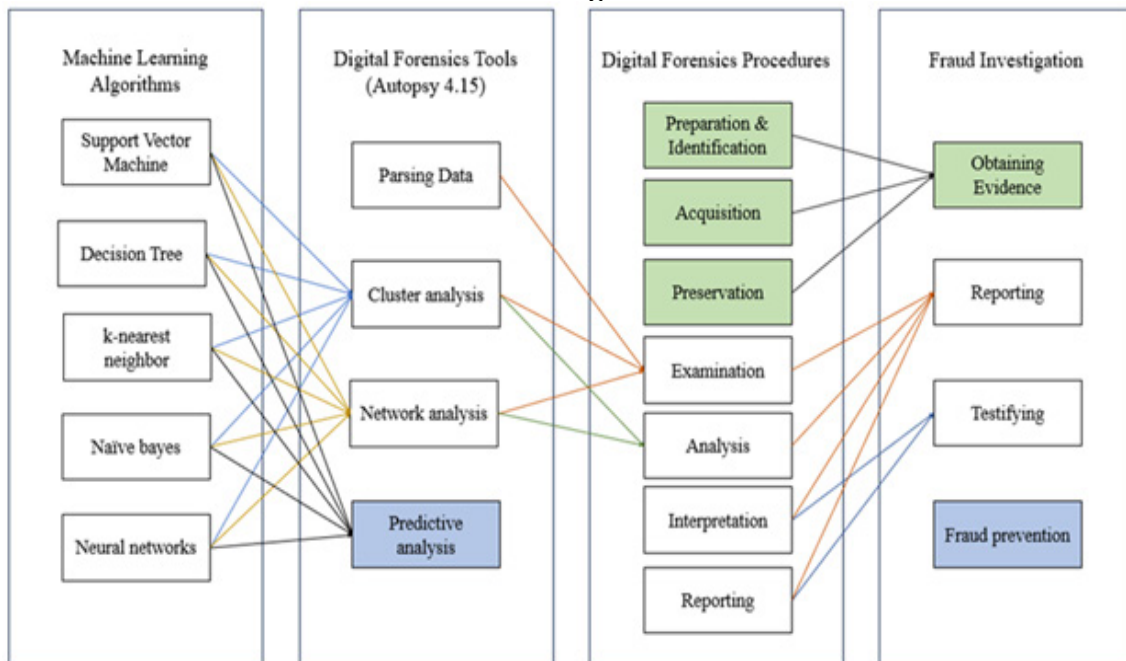 Machine Learning
Algorithms
Support Vector
Machine
Decision Tree
k-nearest
neighbor
Naïve bayes
Neural networks
Digital Forensics Tools
(Autopsy 4.15)
Parsing Data
Cluster analysis
Network analysis
Predictive
analysis
Digital Forensics Procedures
Preparation &
Identification
Acquisition
Preservation
Examination
Analysis
Interpretation
Reporting
Fraud Investigation
Obtaining
Evidence
Reporting
Testifying
Fraud prevention